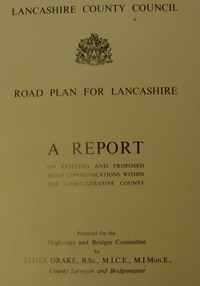 LANCASHIRE COUNTY COUNCIL
ROAD PLAN FOR LANCASHIRE
A REPORT
ON EXISTING AND PROPOSED
ROAD COMMUNICATIONS WITHIN
THE ADMINISTRATIVE COUNTY
Prepared for the
Highways and Bridges Committee
by
JAMES DRAKE, B.Sc., M.I.C.E., M.I.Mun.E.,
County Surveyor and Bridgemaster